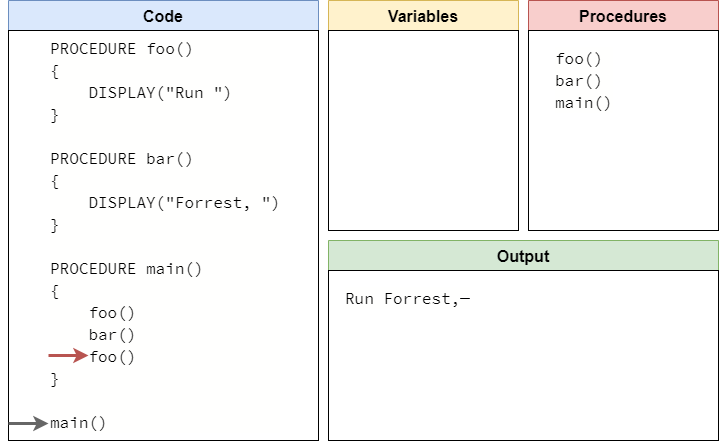 Code
PROCEDURE foo()
{
DISPLAY("Run ")
}
PROCEDURE bar()
{
DISPLAY("Forrest, ")
}
PROCEDURE main()
{
foo()
bar()
foo()
}
main()
Variables
Procedures
foo()
bar()
main()
Output
Run Forrest,—